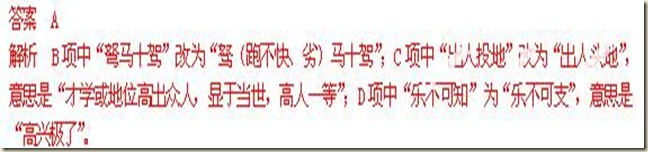 答案 A
解析 B项中“弩马十驾”改为“驽（跑不快、劣）马十驾”；C项中“出人投地”改为“出人头地”，
意思是“才学或地位高出众人，显于当世，高人一等”；D项中“乐不可知”为“乐不可支”，意思是
“高兴极了”。